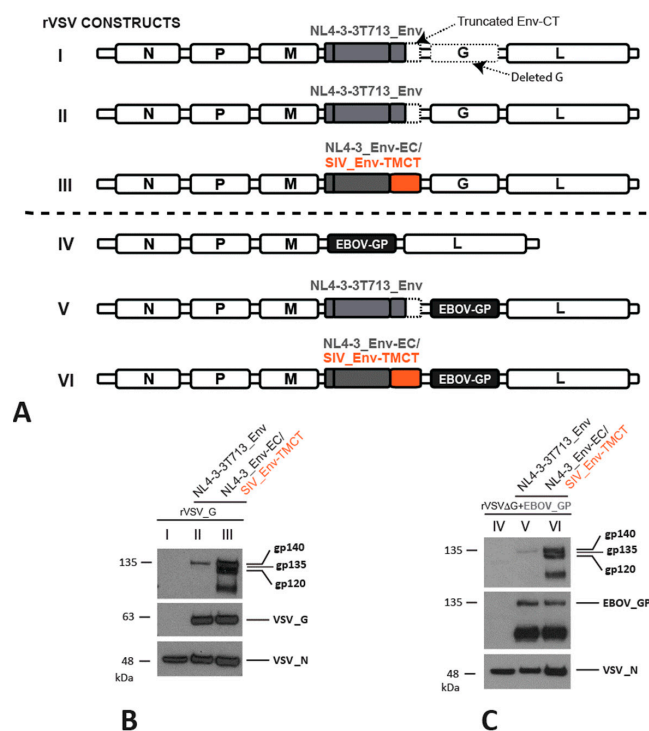 rVSV CONSTRUCTS
NL4-3-3T713_Env
Truncated Env-CT
I
N P M G L
Deleted G
NL4-3-3T713_Env
II
N P M G L
NL4-3_Env-EC/
SIV_Env-TMCT
III
N P M G L
IV
N P M EBOV-GP L
NL4-3-3T713_Env
V
N P M EBOV-GP L
NL4-3_Env-EC/
SIV_Env-TMCT
VI
N P M EBOV-GP L
A
NL4-3-3T713_Env
NL4-3_Env-EC/
SIV_Env-TMCT
rVSV_G
I II III
135
gp140
gp135
gp120
63
VSV_G
48
VSV_N
kDa
B
NL4-3-3T713_Env
NL4-3_Env-EC/
SIV_Env-TMCT
rVSVΔG+EBOV_GP
IV V VI
135
gp140
gp135
gp120
135
EBOV_GP
48
VSV_N
kDa
C